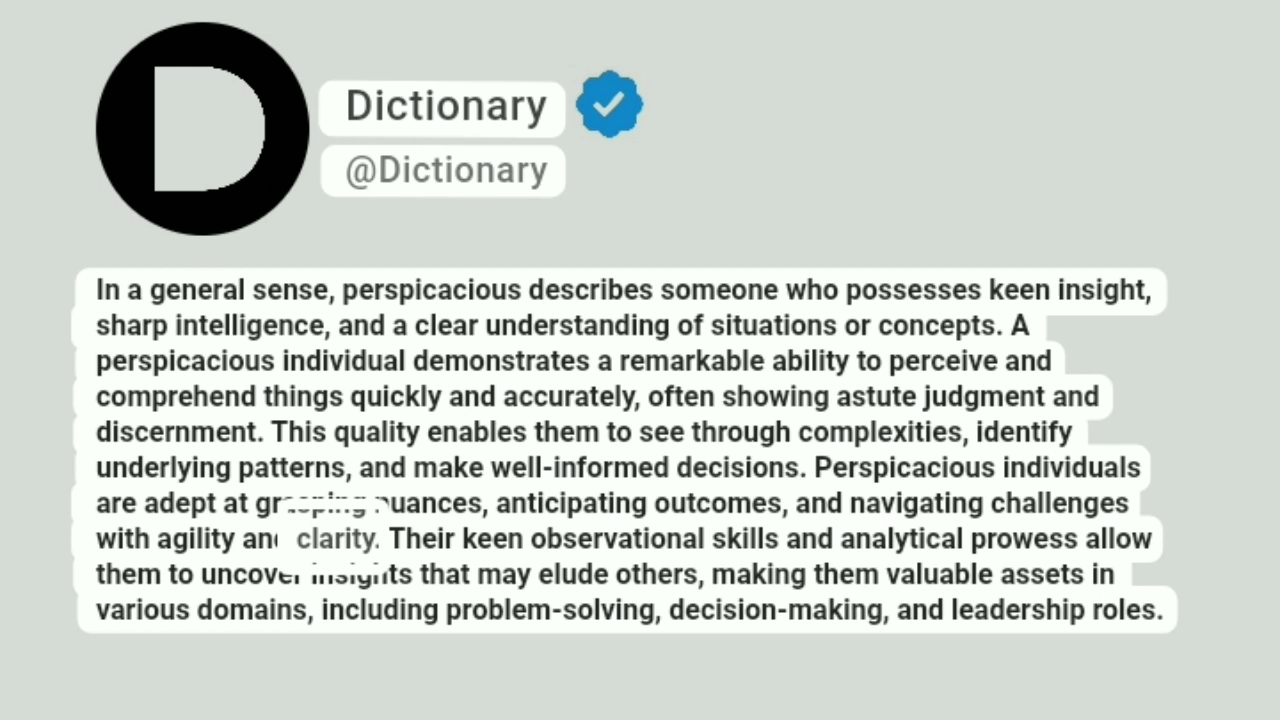 D
Dictionary
@Dictionary
In a general sense, perspicacious describes someone who possesses keen insight,
sharp intelligence, and a clear understanding of situations or concepts. A
perspicacious individual demonstrates a remarkable ability to perceive and
comprehend things quickly and accurately, often showing astute judgment and
discernment. This quality enables them to see through complexities, identify
underlying patterns, and make well-informed decisions. Perspicacious individuals
are adept at grasping nuances, anticipating outcomes, and navigating challenges
with agility and clarity. Their keen observational skills and analytical prowess allow
them to uncover insights that may elude others, making them valuable assets in
various domains, including problem-solving, decision-making, and leadership roles.